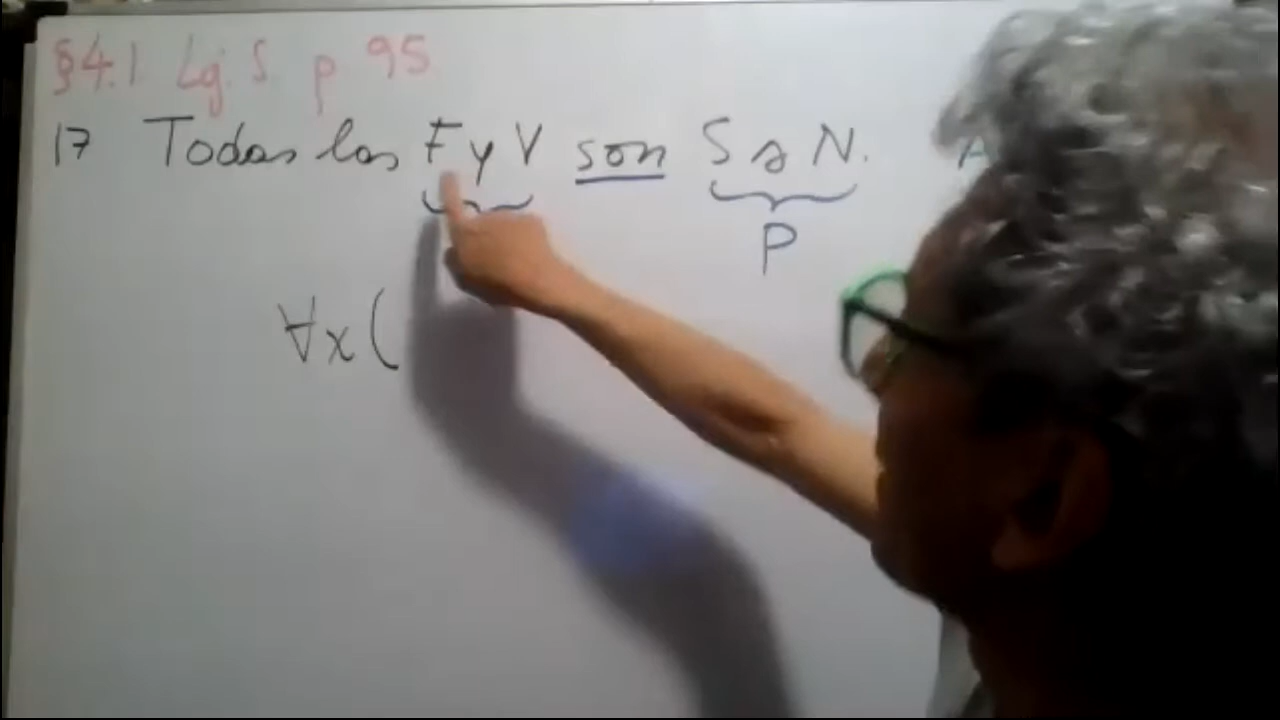 §4.1 Lg. S p 95
17 Todas las F y V son S a N. A
P
∀x (